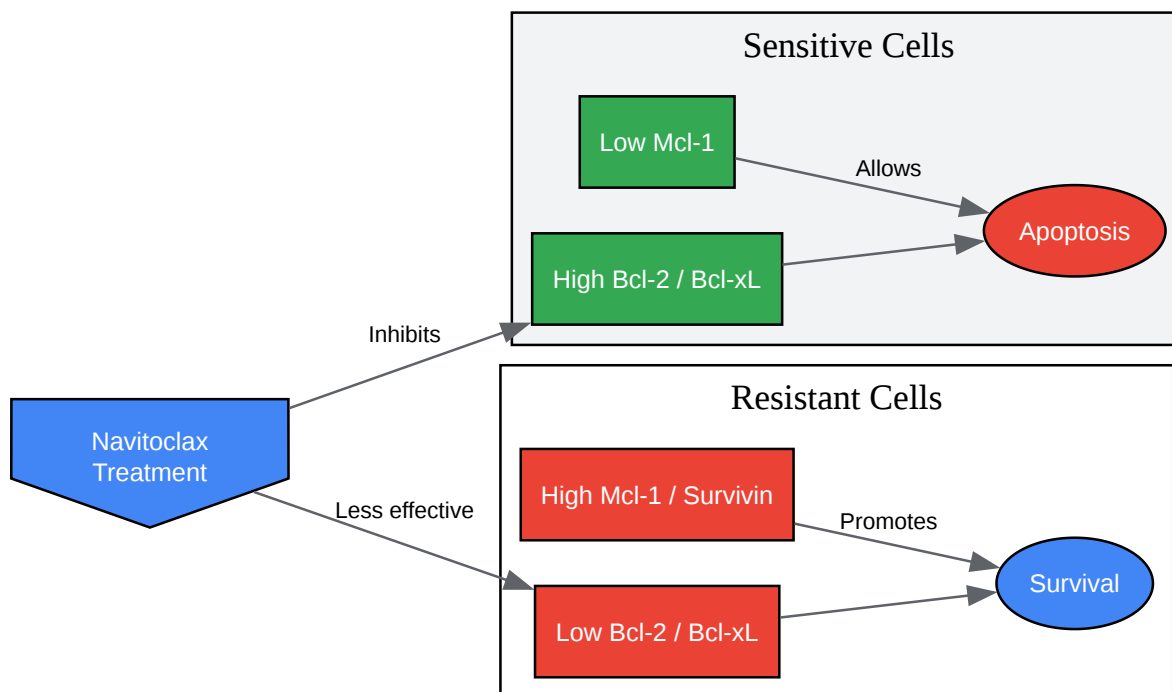 Sensitive Cells
Low Mcl-1
Allows
Apoptosis
High Bcl-2 / Bcl-xL
Inhibits
Navitoclax
Treatment
Less effective
Resistant Cells
High Mcl-1 / Survivin
Promotes
Survival
Low Bcl-2 / Bcl-xL